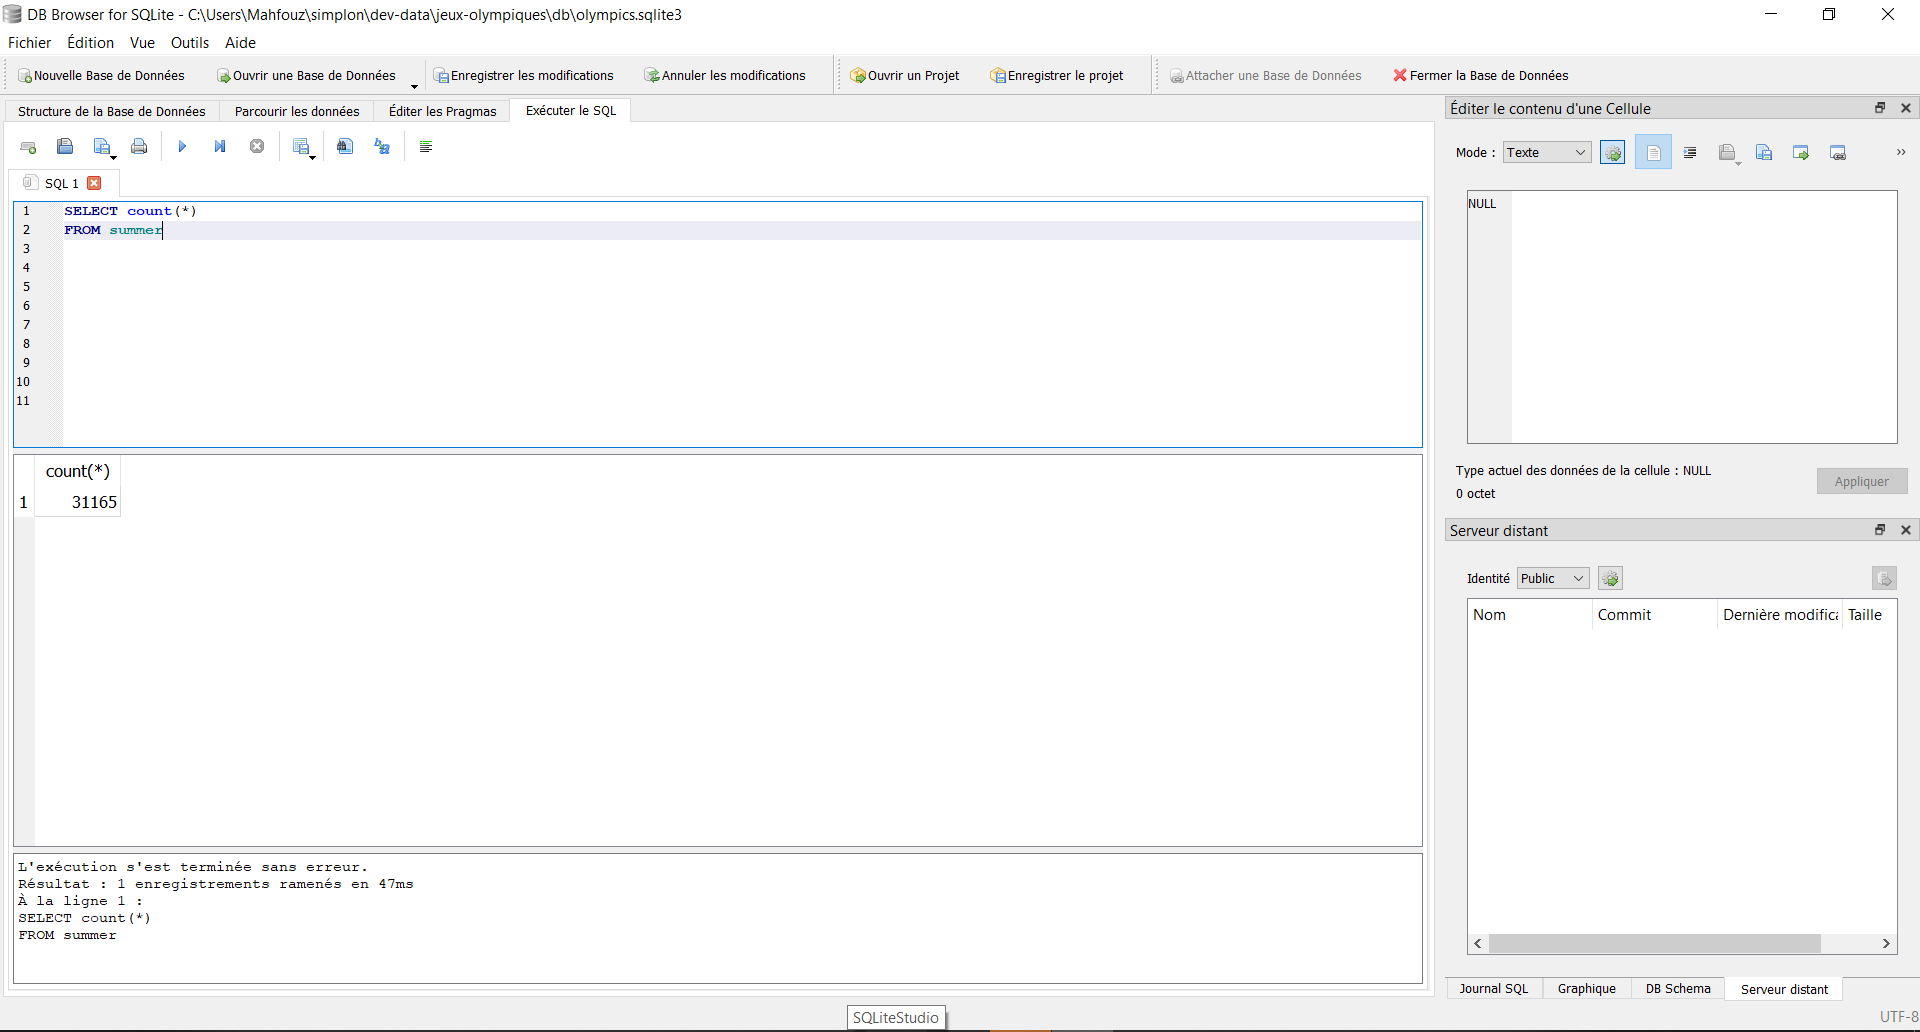 DB Browser for SQLite - C:\Users\Mahfouz\simplon\dev-data\jeux-olympiques\db\olympics.sqlite3
Fichier Édition Vue Outils Aide
Nouvelle Base de Données Ouvrir une Base de Données Enregistrer les modifications Annuler les modifications Ouvrir un Projet Enregistrer le projet Attacher une Base de Données Fermer la Base de Données
Structure de la Base de Données Parcourir les données Éditer les Pragmas Exécuter le SQL
SQL 1
1 SELECT count(*)
2 FROM summer
3
4
5
6
7
8
9
10
11
count(*)
1 31165
L'exécution s'est terminée sans erreur.
Résultat : 1 enregistrements ramenés en 47ms
À la ligne 1 :
SELECT count(*)
FROM summer
Éditer le contenu d'une Cellule
Mode : Texte
NULL
Type actuel des données de la cellule : NULL
0 octet
Appliquer
Serveur distant
Identité Public
Nom Commit Dernière modifica Taille
Journal SQL Graphique DB Schema Serveur distant
SQLiteStudio
UTF-8